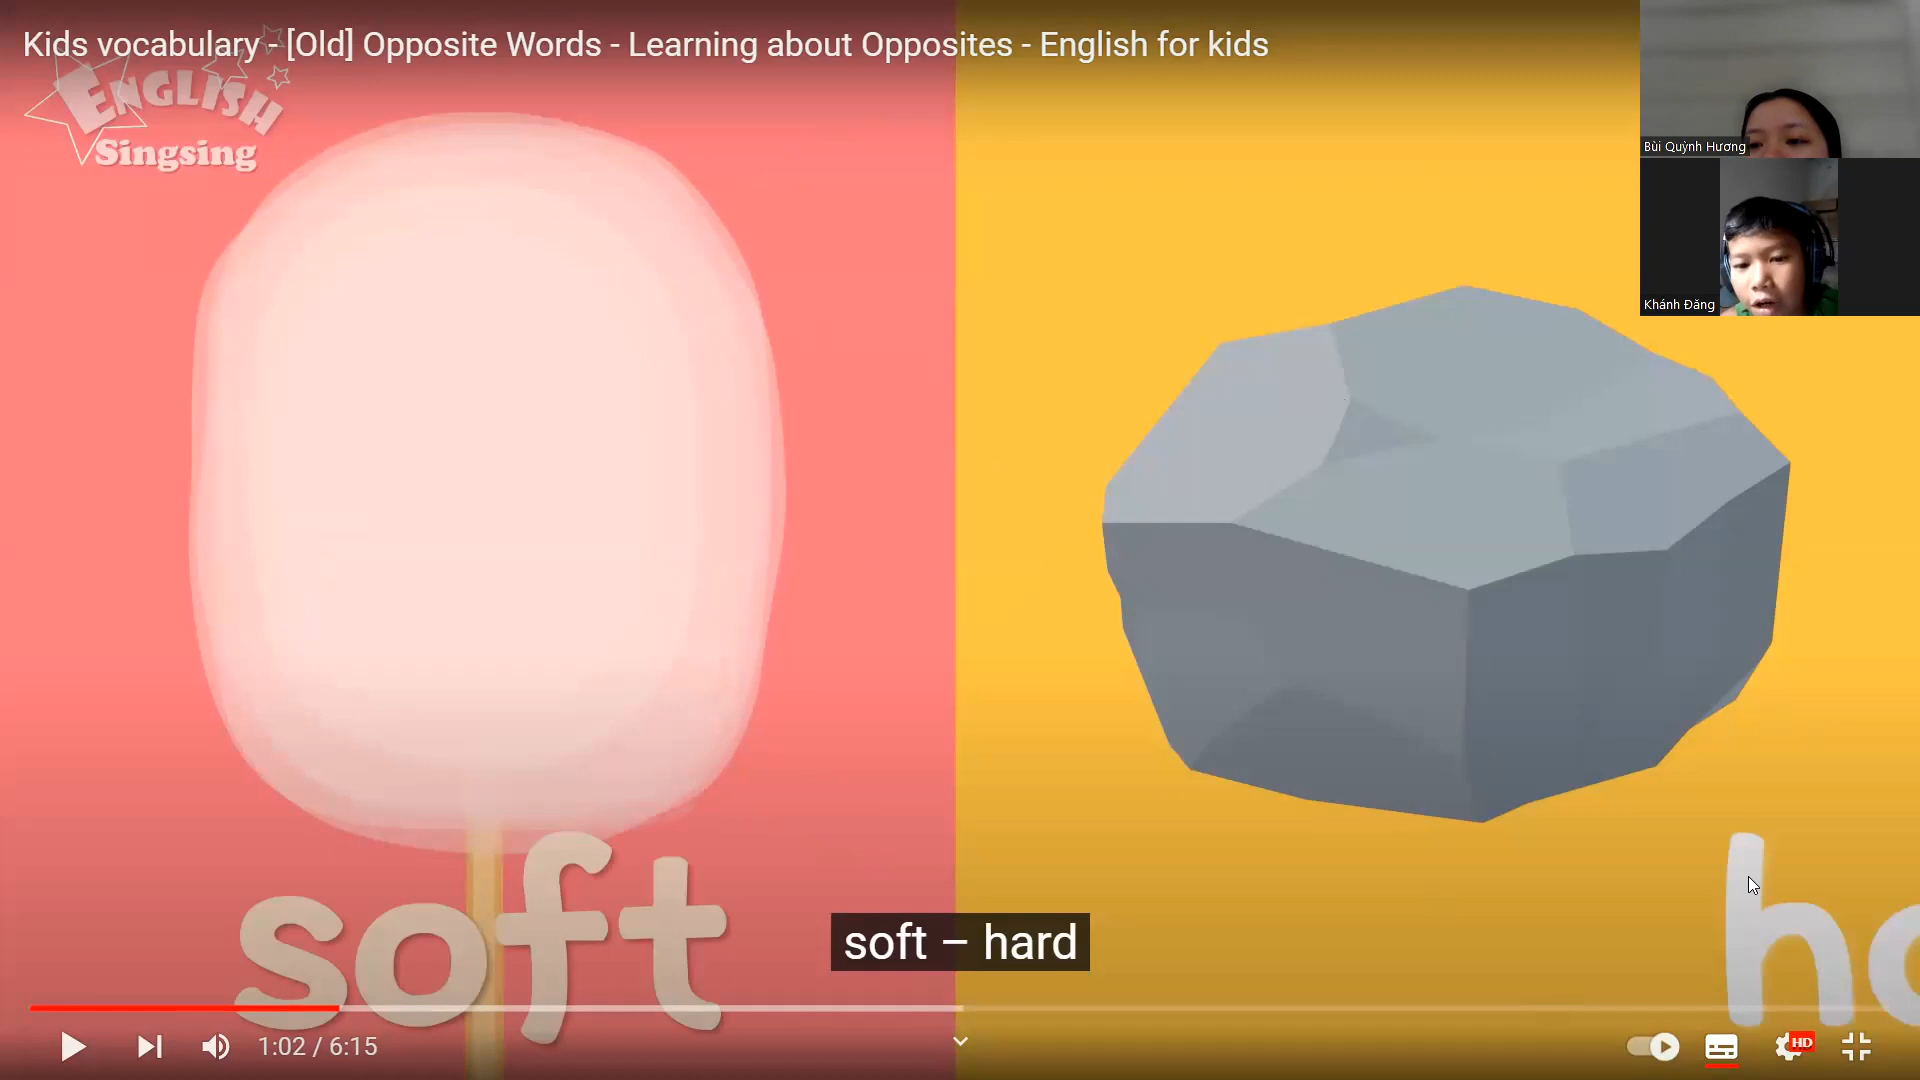 Kids vocabulary - [Old] Opposite Words - Learning about Opposites - English for kids
ENGLISH
Singsing
Bùi Quỳnh Hương
Khánh Đăng
soft
ha
soft – hard
1:02 / 6:15
HD